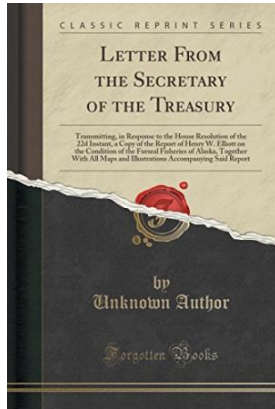 CLASSIC REPRINT SERIES
LETTER FROM
THE SECRETARY
OF THE TREASURY
Transmitting, in Response to the House Resolution of the
22d Instant, a Copy of the Report of Henry W. Elliott on
the Condition of the Furseal Fisheries of Alaska, Together
With All Maps and Illustrations Accompanying Said Report
by
Unknown Author
Forgotten Books